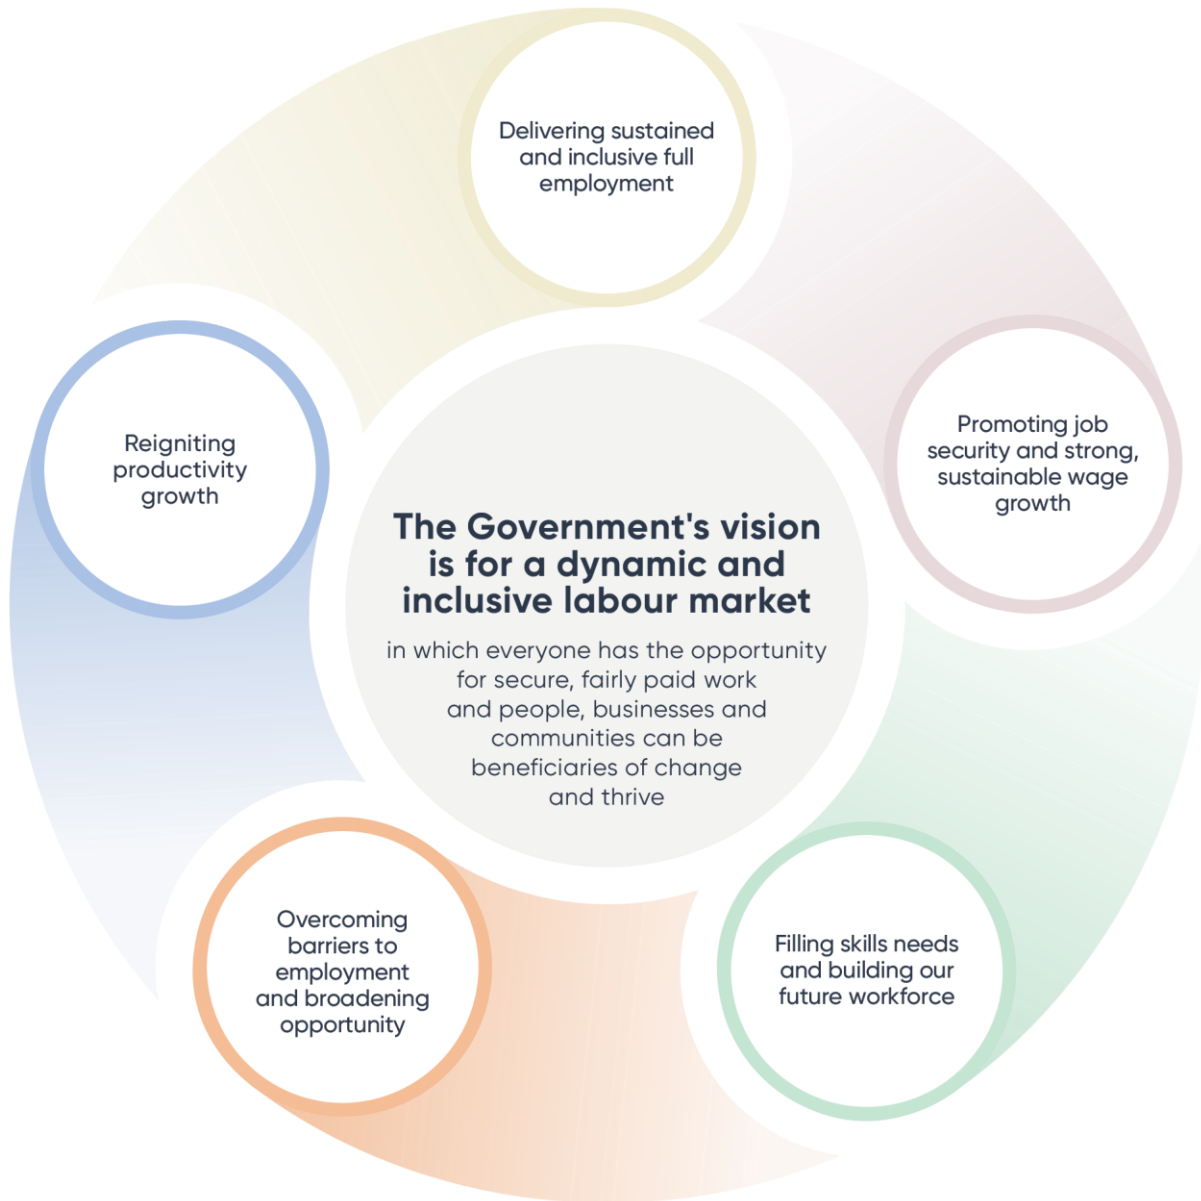 Delivering sustained
and inclusive full
employment
Promoting job
security and strong,
sustainable wage
growth
Reigniting
productivity
growth
The Government's vision
is for a dynamic and
inclusive labour market
in which everyone has the opportunity
for secure, fairly paid work
and people, businesses and
communities can be
beneficiaries of change
and thrive
Overcoming
barriers to
employment
and broadening
opportunity
Filling skills needs
and building our
future workforce